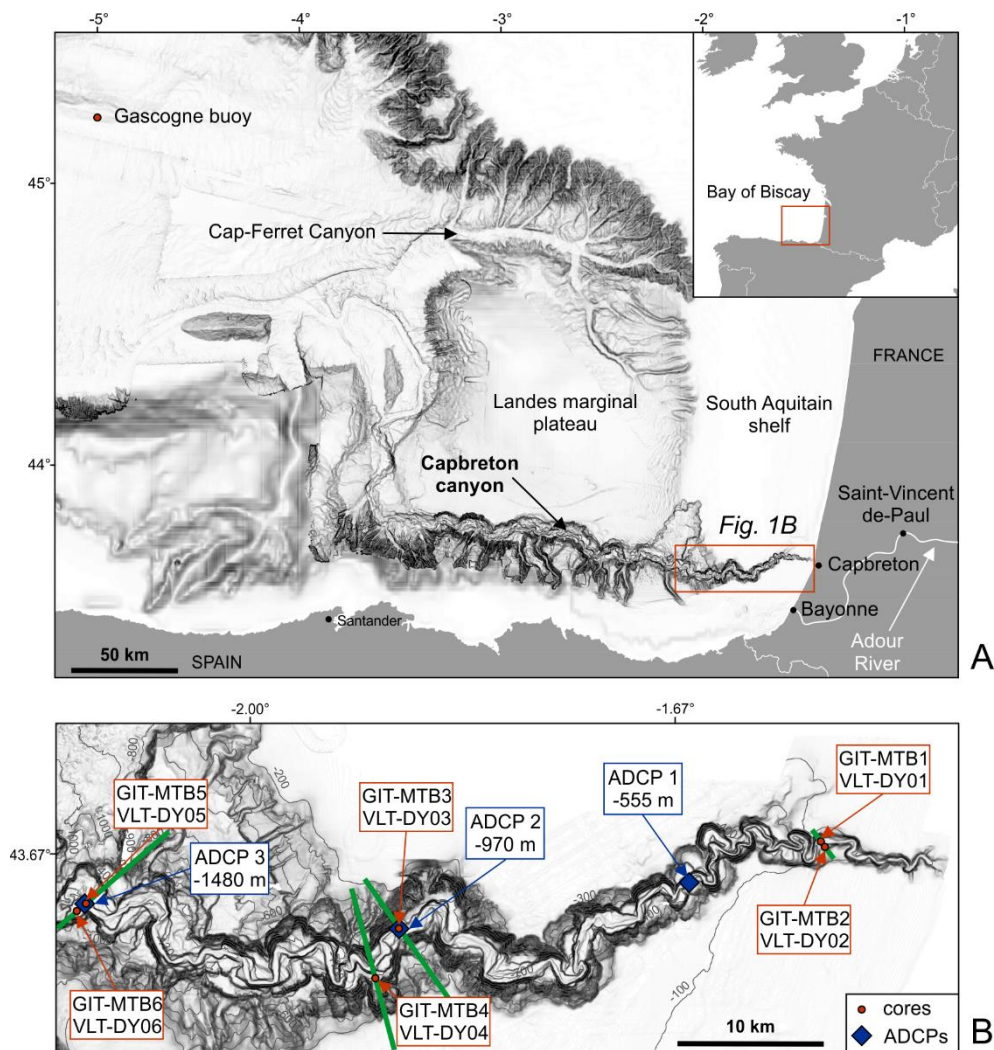 -5°
-4°
-3°
-2°
-1°
Gascogne buoy
45°
Cap-Ferret Canyon
Bay of Biscay
FRANCE
Landes marginal
plateau
South Aquitain
shelf
44°
Capbreton
canyon
Fig. 1B
Saint-Vincent
de-Paul
Capbreton
Bayonne
Santander
Adour
River
50 km
SPAIN
A
-2.00°
-1.67°
-800
-200
GIT-MTB5
VLT-DY05
GIT-MTB3
VLT-DY03
ADCP 1
-555 m
GIT-MTB1
VLT-DY01
ADCP 2
-970 m
43.67°
ADCP 3
-1480 m
-300
GIT-MTB2
VLT-DY02
-100
GIT-MTB6
VLT-DY06
GIT-MTB4
VLT-DY04
10 km
cores
ADCPs
B